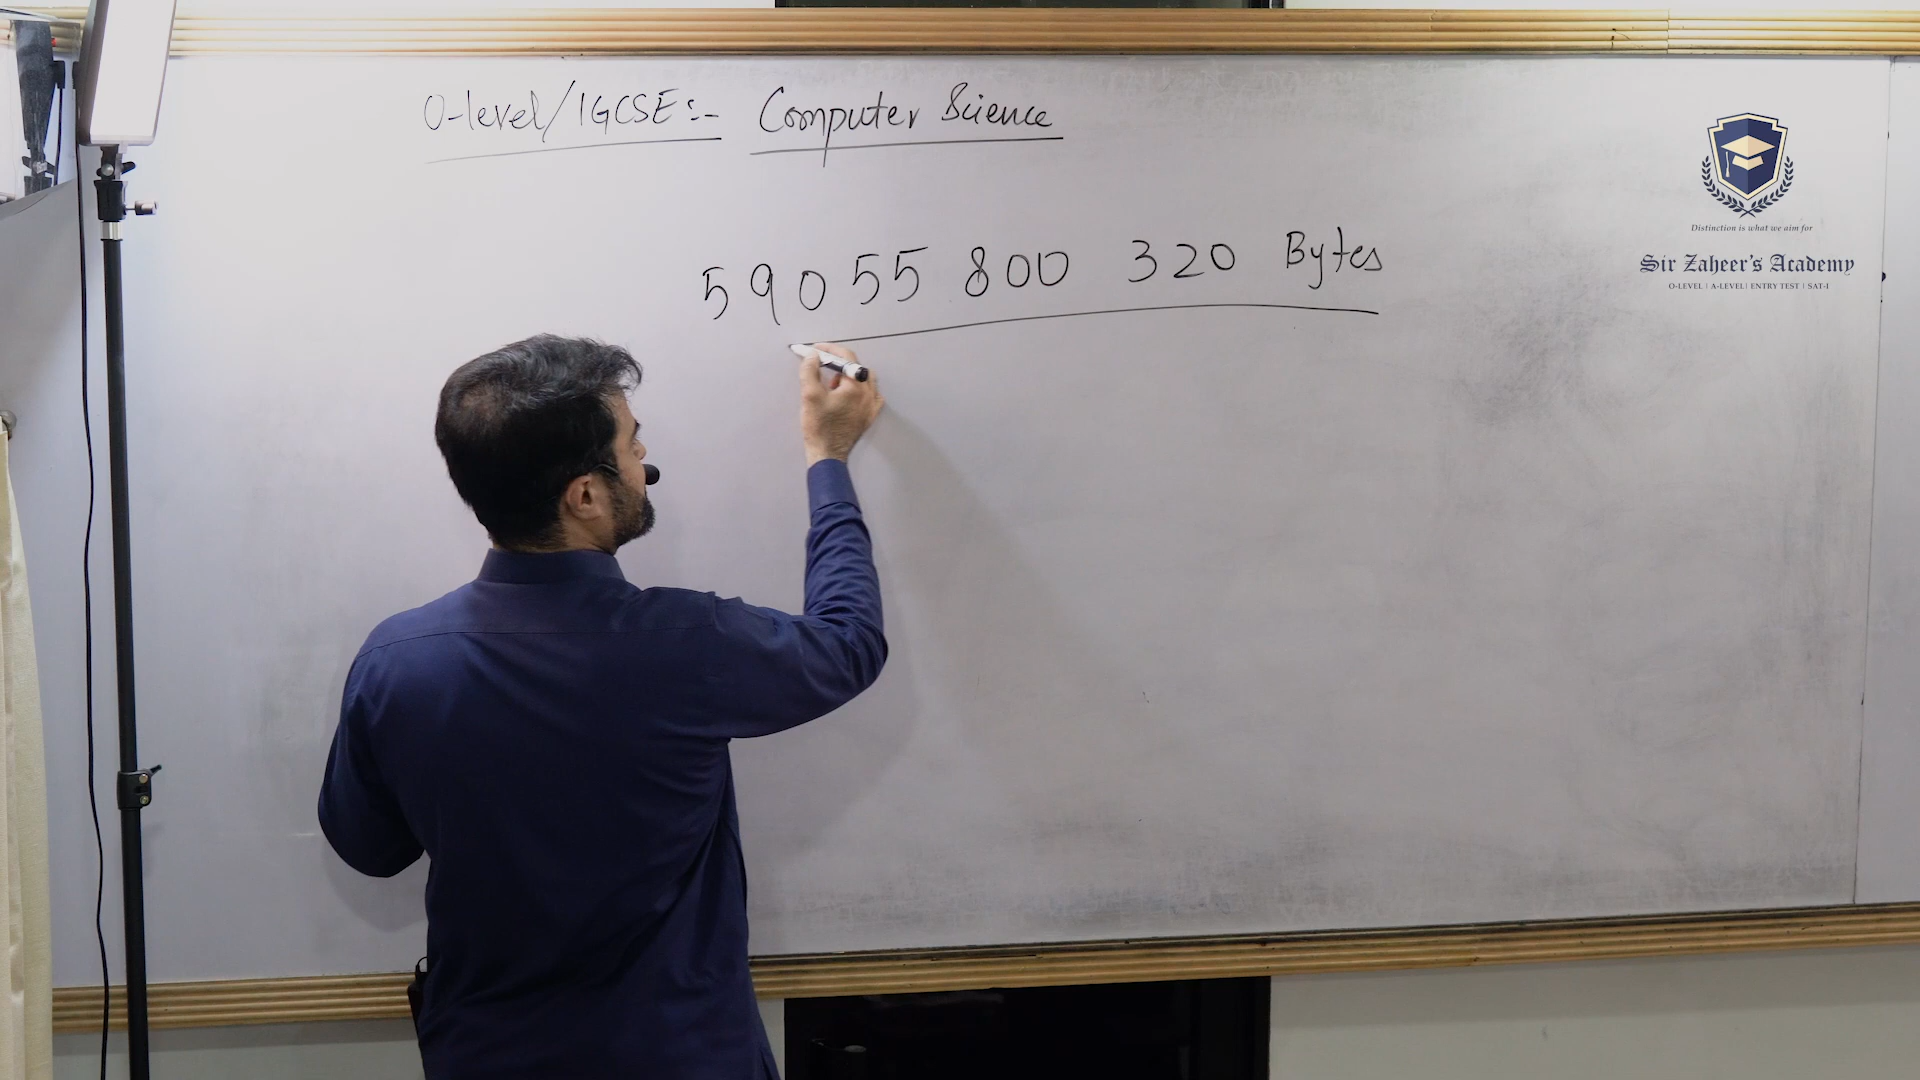 O-level/IGCSE:- Computer Science
59055 800 320 Bytes
Distinction is what we aim for
Sir Zaheer's Academy
O-LEVEL | A-LEVEL | ENTRY TEST | SAT-I